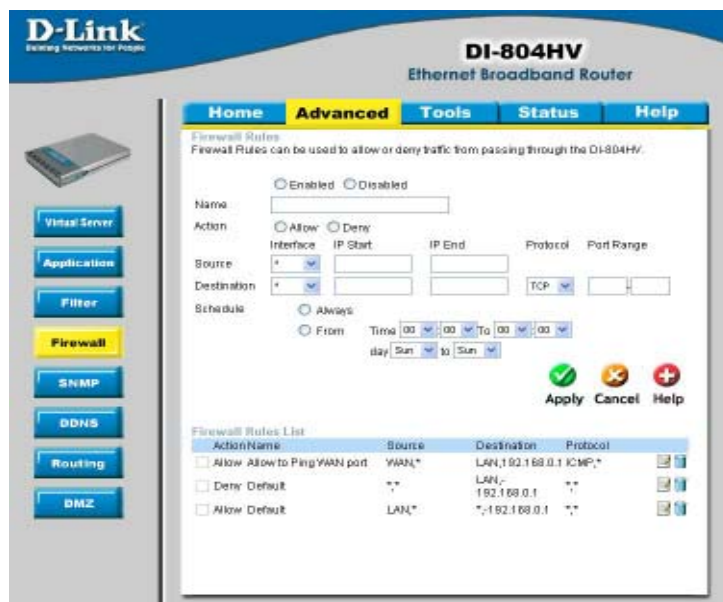 D-Link
Building Networks for People
DI-804HV
Ethernet Broadband Router
Home Advanced Tools Status Help
Virtual Server
Application
Filter
Firewall
SNMP
DDNS
Routing
DMZ
Firewall Rules
Firewall Rules can be used to allow or deny traffic from passing through the DI-804HV.
Enabled Disabled
Name
Action Allow Deny
Interface IP Start IP End Protocol Port Range
Source *
Destination * TCP -
Schedule Always
From Time 00 : 00 To 00 : 00
day Sun to Sun
Apply Cancel Help
Firewall Rules List
Action Name Source Destination Protocol
Allow Allow to Ping WAN port WAN,* LAN,192.168.0.1 ICMP,*
Deny Default *,* LAN,-192.168.0.1 *,*
Allow Default LAN,* *,-192.168.0.1 *,*